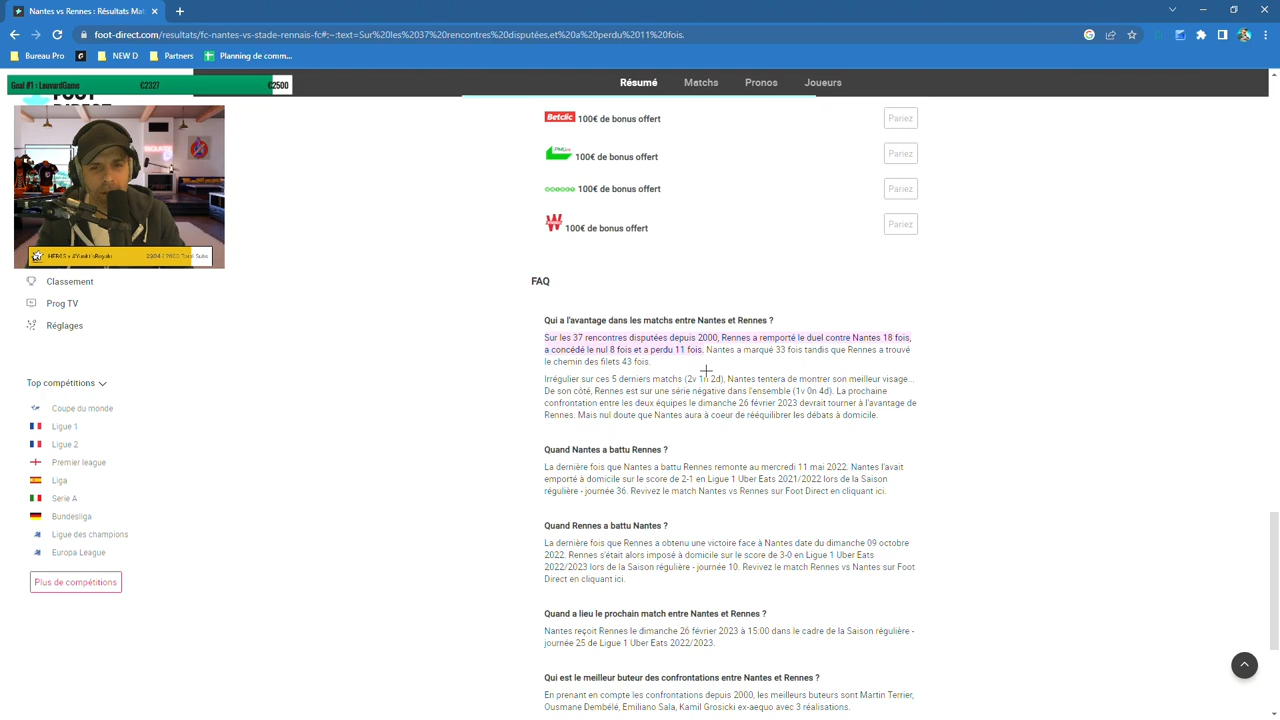 Nantes vs Rennes : Résultats Mat
foot-direct.com/resultats/fc-nantes-vs-stade-rennais-fc#:~:text=Sur%20les%2037%20rencontres%20disputées,et%20a%20perdu%2011%20fois.
Bureau Pro
NEW D
Partners
Planning de comm...
Goal #1 : LeuvardGame €2327 €2500
Résumé Matchs Pronos Joueurs
Betclic 100€ de bonus offert Pariez
100€ de bonus offert Pariez
100€ de bonus offert Pariez
100€ de bonus offert Pariez
Total Subs
Classement
Prog TV
Réglages
Top compétitions
Coupe du monde
Ligue 1
Ligue 2
Premier league
Liga
Serie A
Bundesliga
Ligue des champions
Europa League
Plus de compétitions
FAQ
Qui a l'avantage dans les matchs entre Nantes et Rennes ?
Sur les 37 rencontres disputées depuis 2000, Rennes a remporté le duel contre Nantes 18 fois,
a concédé le nul 8 fois et a perdu 11 fois. Nantes a marqué 33 fois tandis que Rennes a trouvé
le chemin des filets 43 fois.
Irrégulier sur ces 5 derniers matchs (2v 1n 2d), Nantes tentera de montrer son meilleur visage...
De son côté, Rennes est sur une série négative dans l'ensemble (1v 0n 4d). La prochaine
confrontation entre les deux équipes le dimanche 26 février 2023 devrait tourner à l'avantage de
Rennes. Mais nul doute que Nantes aura à coeur de rééquilibrer les débats à domicile.
Quand Nantes a battu Rennes ?
La dernière fois que Nantes a battu Rennes remonte au mercredi 11 mai 2022. Nantes l'avait
emporté à domicile sur le score de 2-1 en Ligue 1 Uber Eats 2021/2022 lors de la Saison
régulière - journée 36. Revivez le match Nantes vs Rennes sur Foot Direct en cliquant ici.
Quand Rennes a battu Nantes ?
La dernière fois que Rennes a obtenu une victoire face à Nantes date du dimanche 09 octobre
2022. Rennes s'était alors imposé à domicile sur le score de 3-0 en Ligue 1 Uber Eats
2022/2023 lors de la Saison régulière - journée 10. Revivez le match Rennes vs Nantes sur Foot
Direct en cliquant ici.
Quand a lieu le prochain match entre Nantes et Rennes ?
Nantes reçoit Rennes le dimanche 26 février 2023 à 15:00 dans le cadre de la Saison régulière -
journée 25 de Ligue 1 Uber Eats 2022/2023.
Qui est le meilleur buteur des confrontations entre Nantes et Rennes ?
En prenant en compte les confrontations depuis 2000, les meilleurs buteurs sont Martin Terrier,
Ousmane Dembélé, Emiliano Sala, Kamil Grosicki ex-aequo avec 3 réalisations.